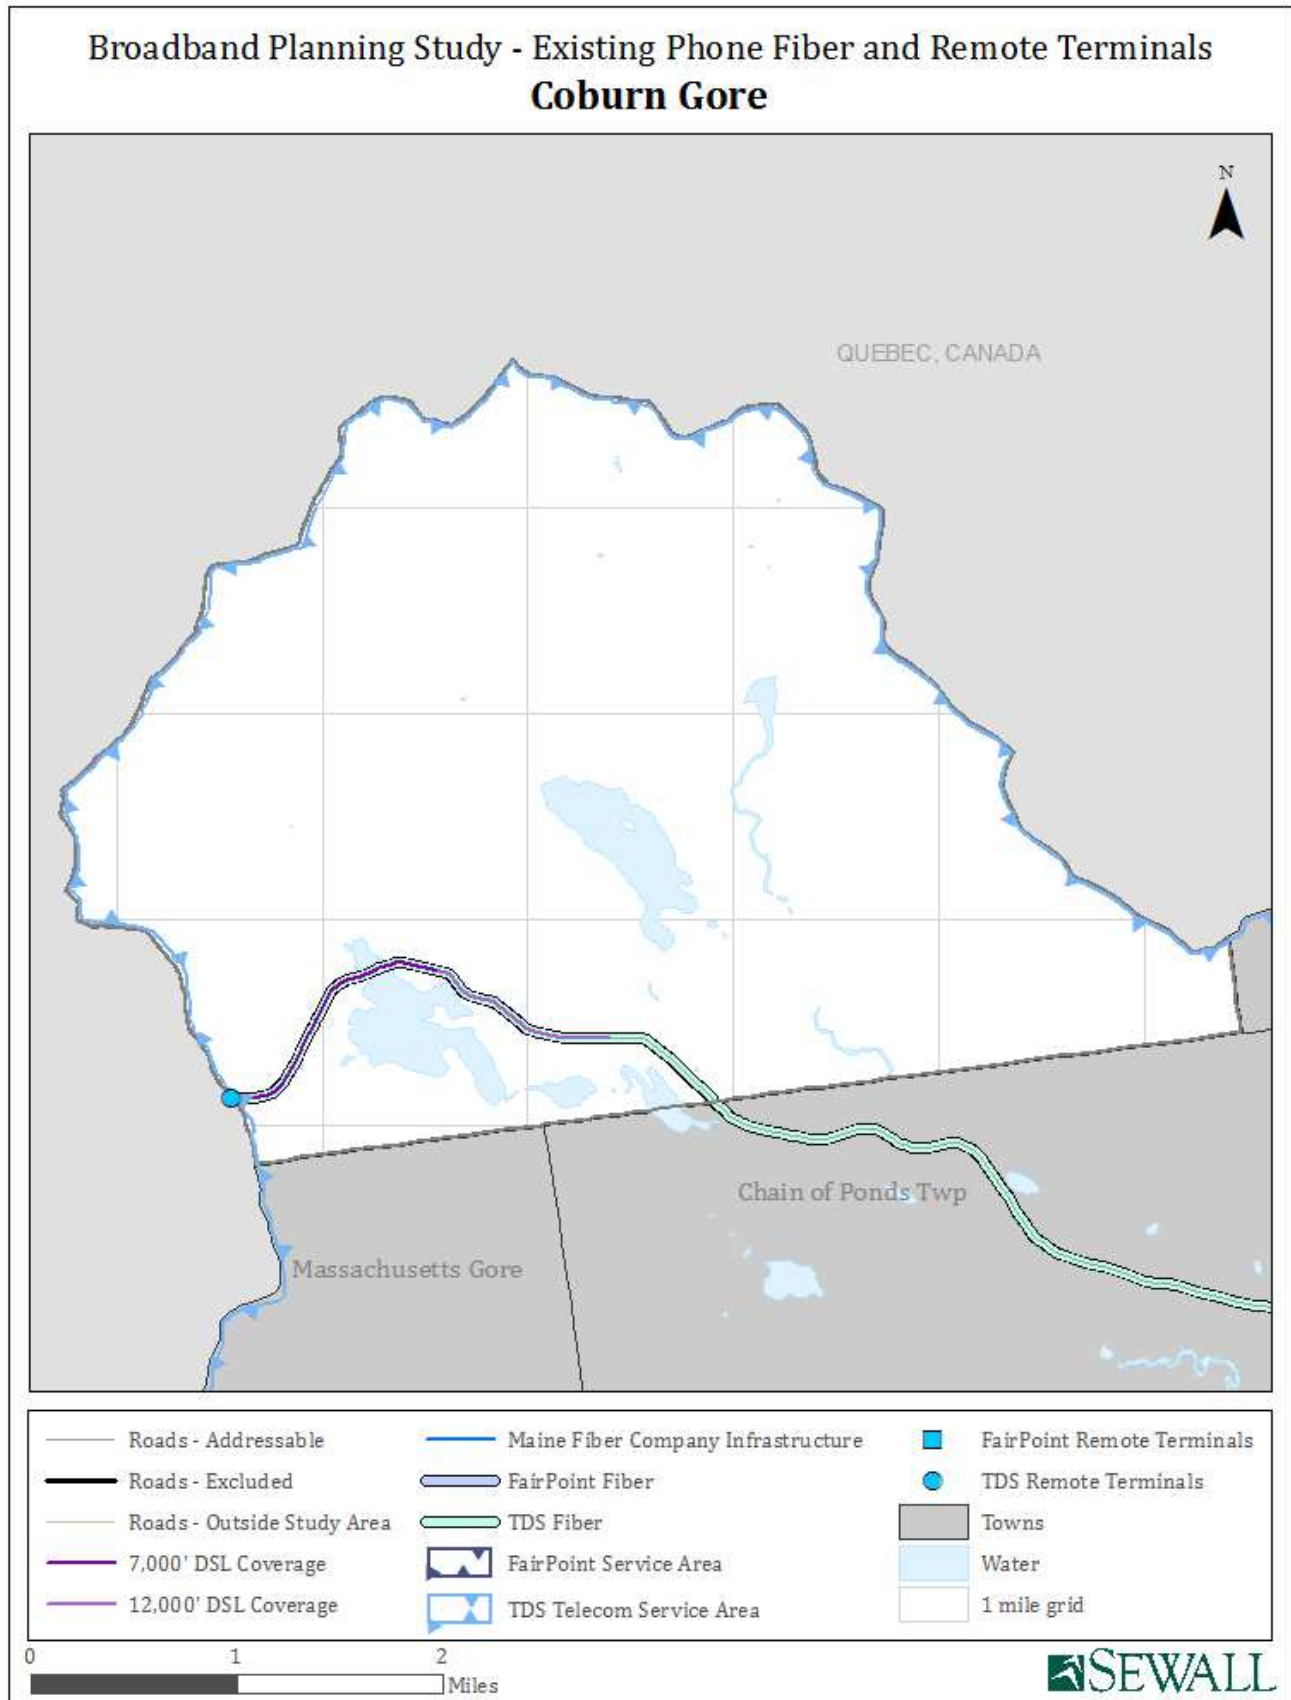 Broadband Planning Study - Existing Phone Fiber and Remote Terminals
Coburn Gore
N
QUEBEC, CANADA
Chain of Ponds Twp
Massachusetts Gore
Roads - Addressable
Roads - Excluded
Roads - Outside Study Area
7,000' DSL Coverage
12,000' DSL Coverage
Maine Fiber Company Infrastructure
FairPoint Fiber
TDS Fiber
FairPoint Service Area
TDS Telecom Service Area
FairPoint Remote Terminals
TDS Remote Terminals
Towns
Water
1 mile grid
0 1 2
Miles
SEWALL